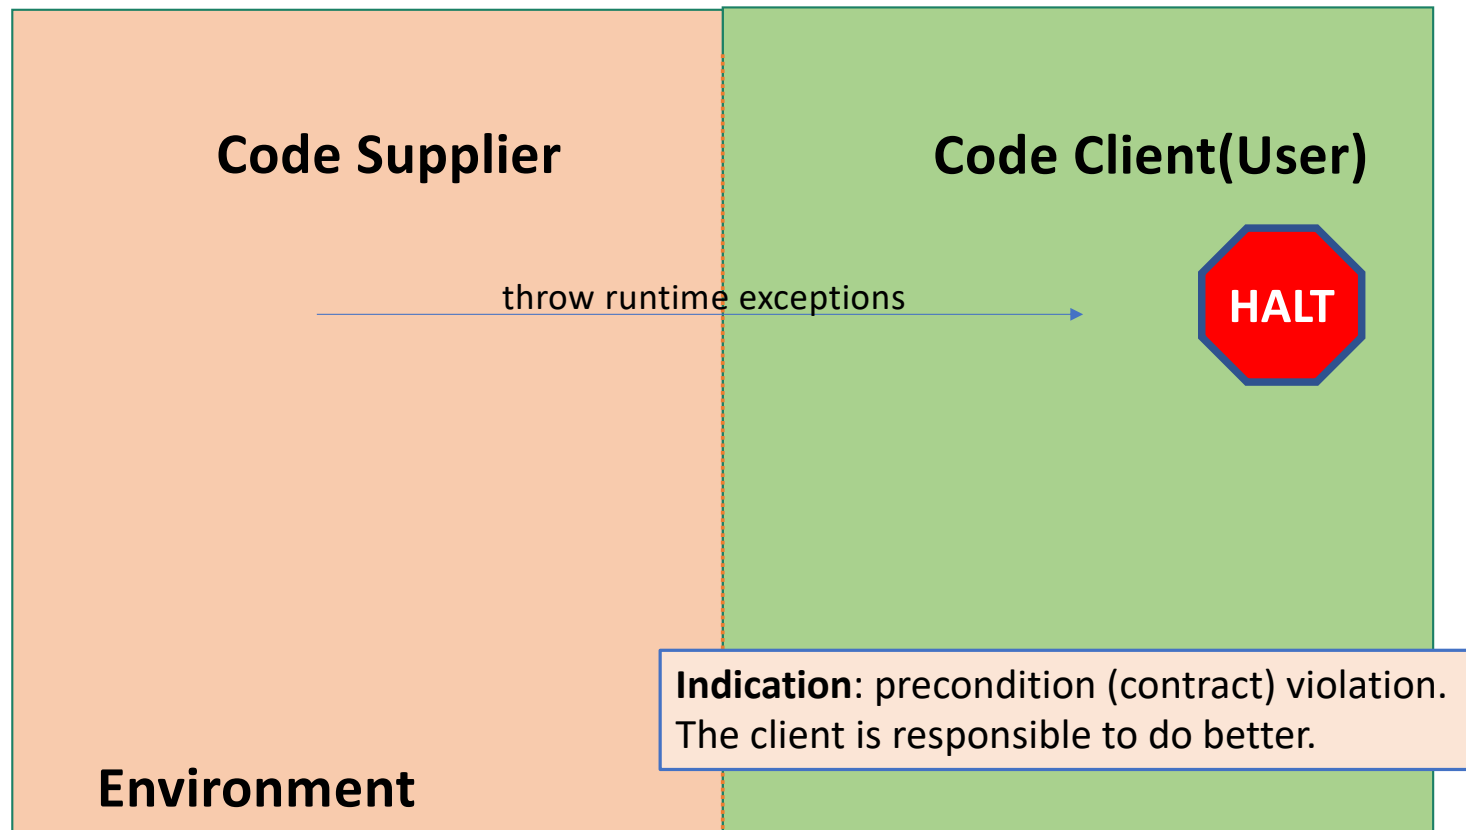 Code Supplier
Code Client(User)
throw runtime exceptions
HALT
Indication: precondition (contract) violation.
The client is responsible to do better.
Environment